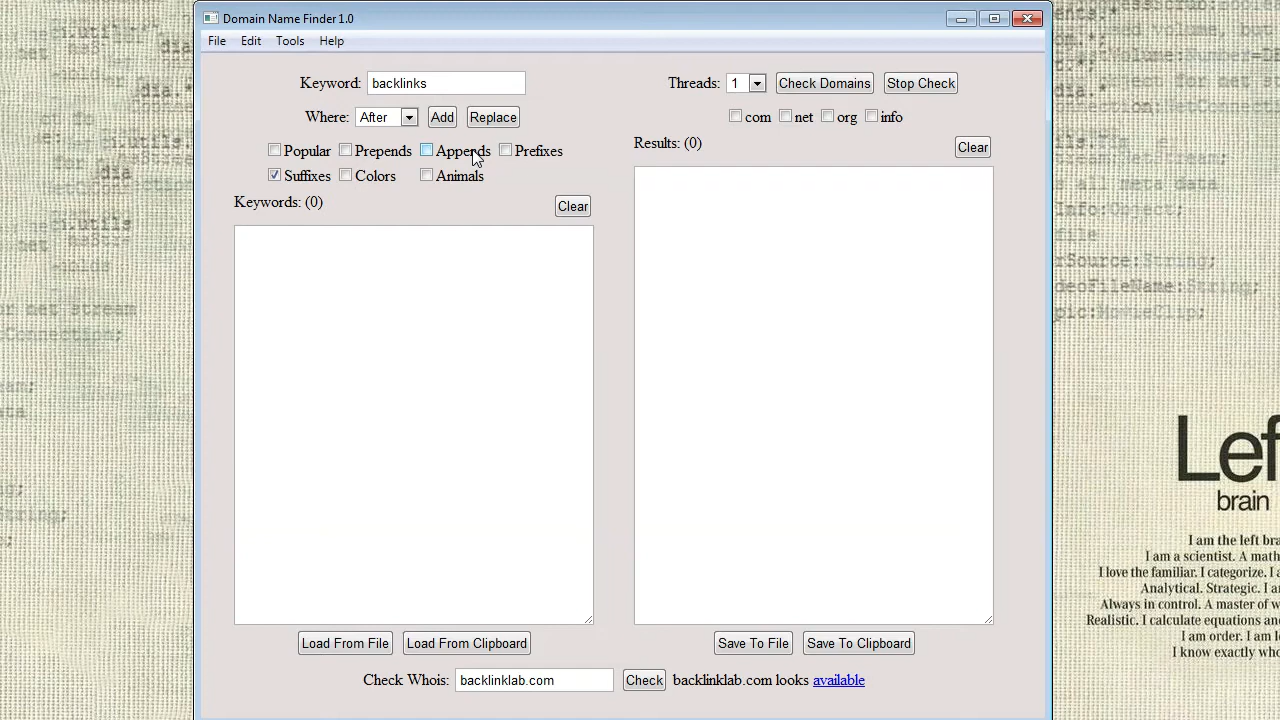 Domain Name Finder 1.0
File Edit Tools Help
Keyword: backlinks
Where: After Add Replace
Popular Prepends Appends Prefixes
Suffixes Colors Animals
Keywords: (0) Clear
Load From File Load From Clipboard
Threads: 1 Check Domains Stop Check
com net org info
Results: (0) Clear
Save To File Save To Clipboard
Check Whois: backlinklab.com Check backlinklab.com looks available
Lef
brain
I am the left bra
I am a scientist. A math
I love the familiar. I categorize. I a
Analytical. Strategic. I am
Always in control. A master of w
Realistic. I calculate equations and
I am order. I am l
I know exactly who